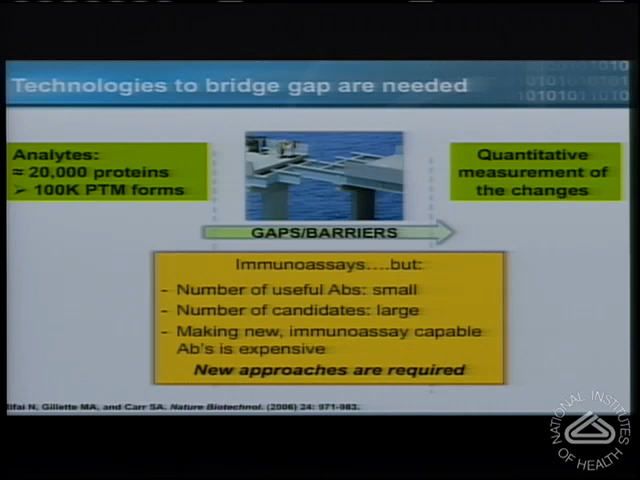 Technologies to bridge gap are needed
Analytes:
≈ 20,000 proteins
➢ 100K PTM forms
Quantitative
measurement of
the changes
GAPS/BARRIERS
Immunoassays....but:
- Number of useful Abs: small
- Number of candidates: large
- Making new, immunoassay capable
Ab's is expensive
New approaches are required
N, Gillette MA, and Carr SA. Nature Biotechnol. (2006) 24: 971-983.
NATIONAL INSTITUTES
OF HEALTH